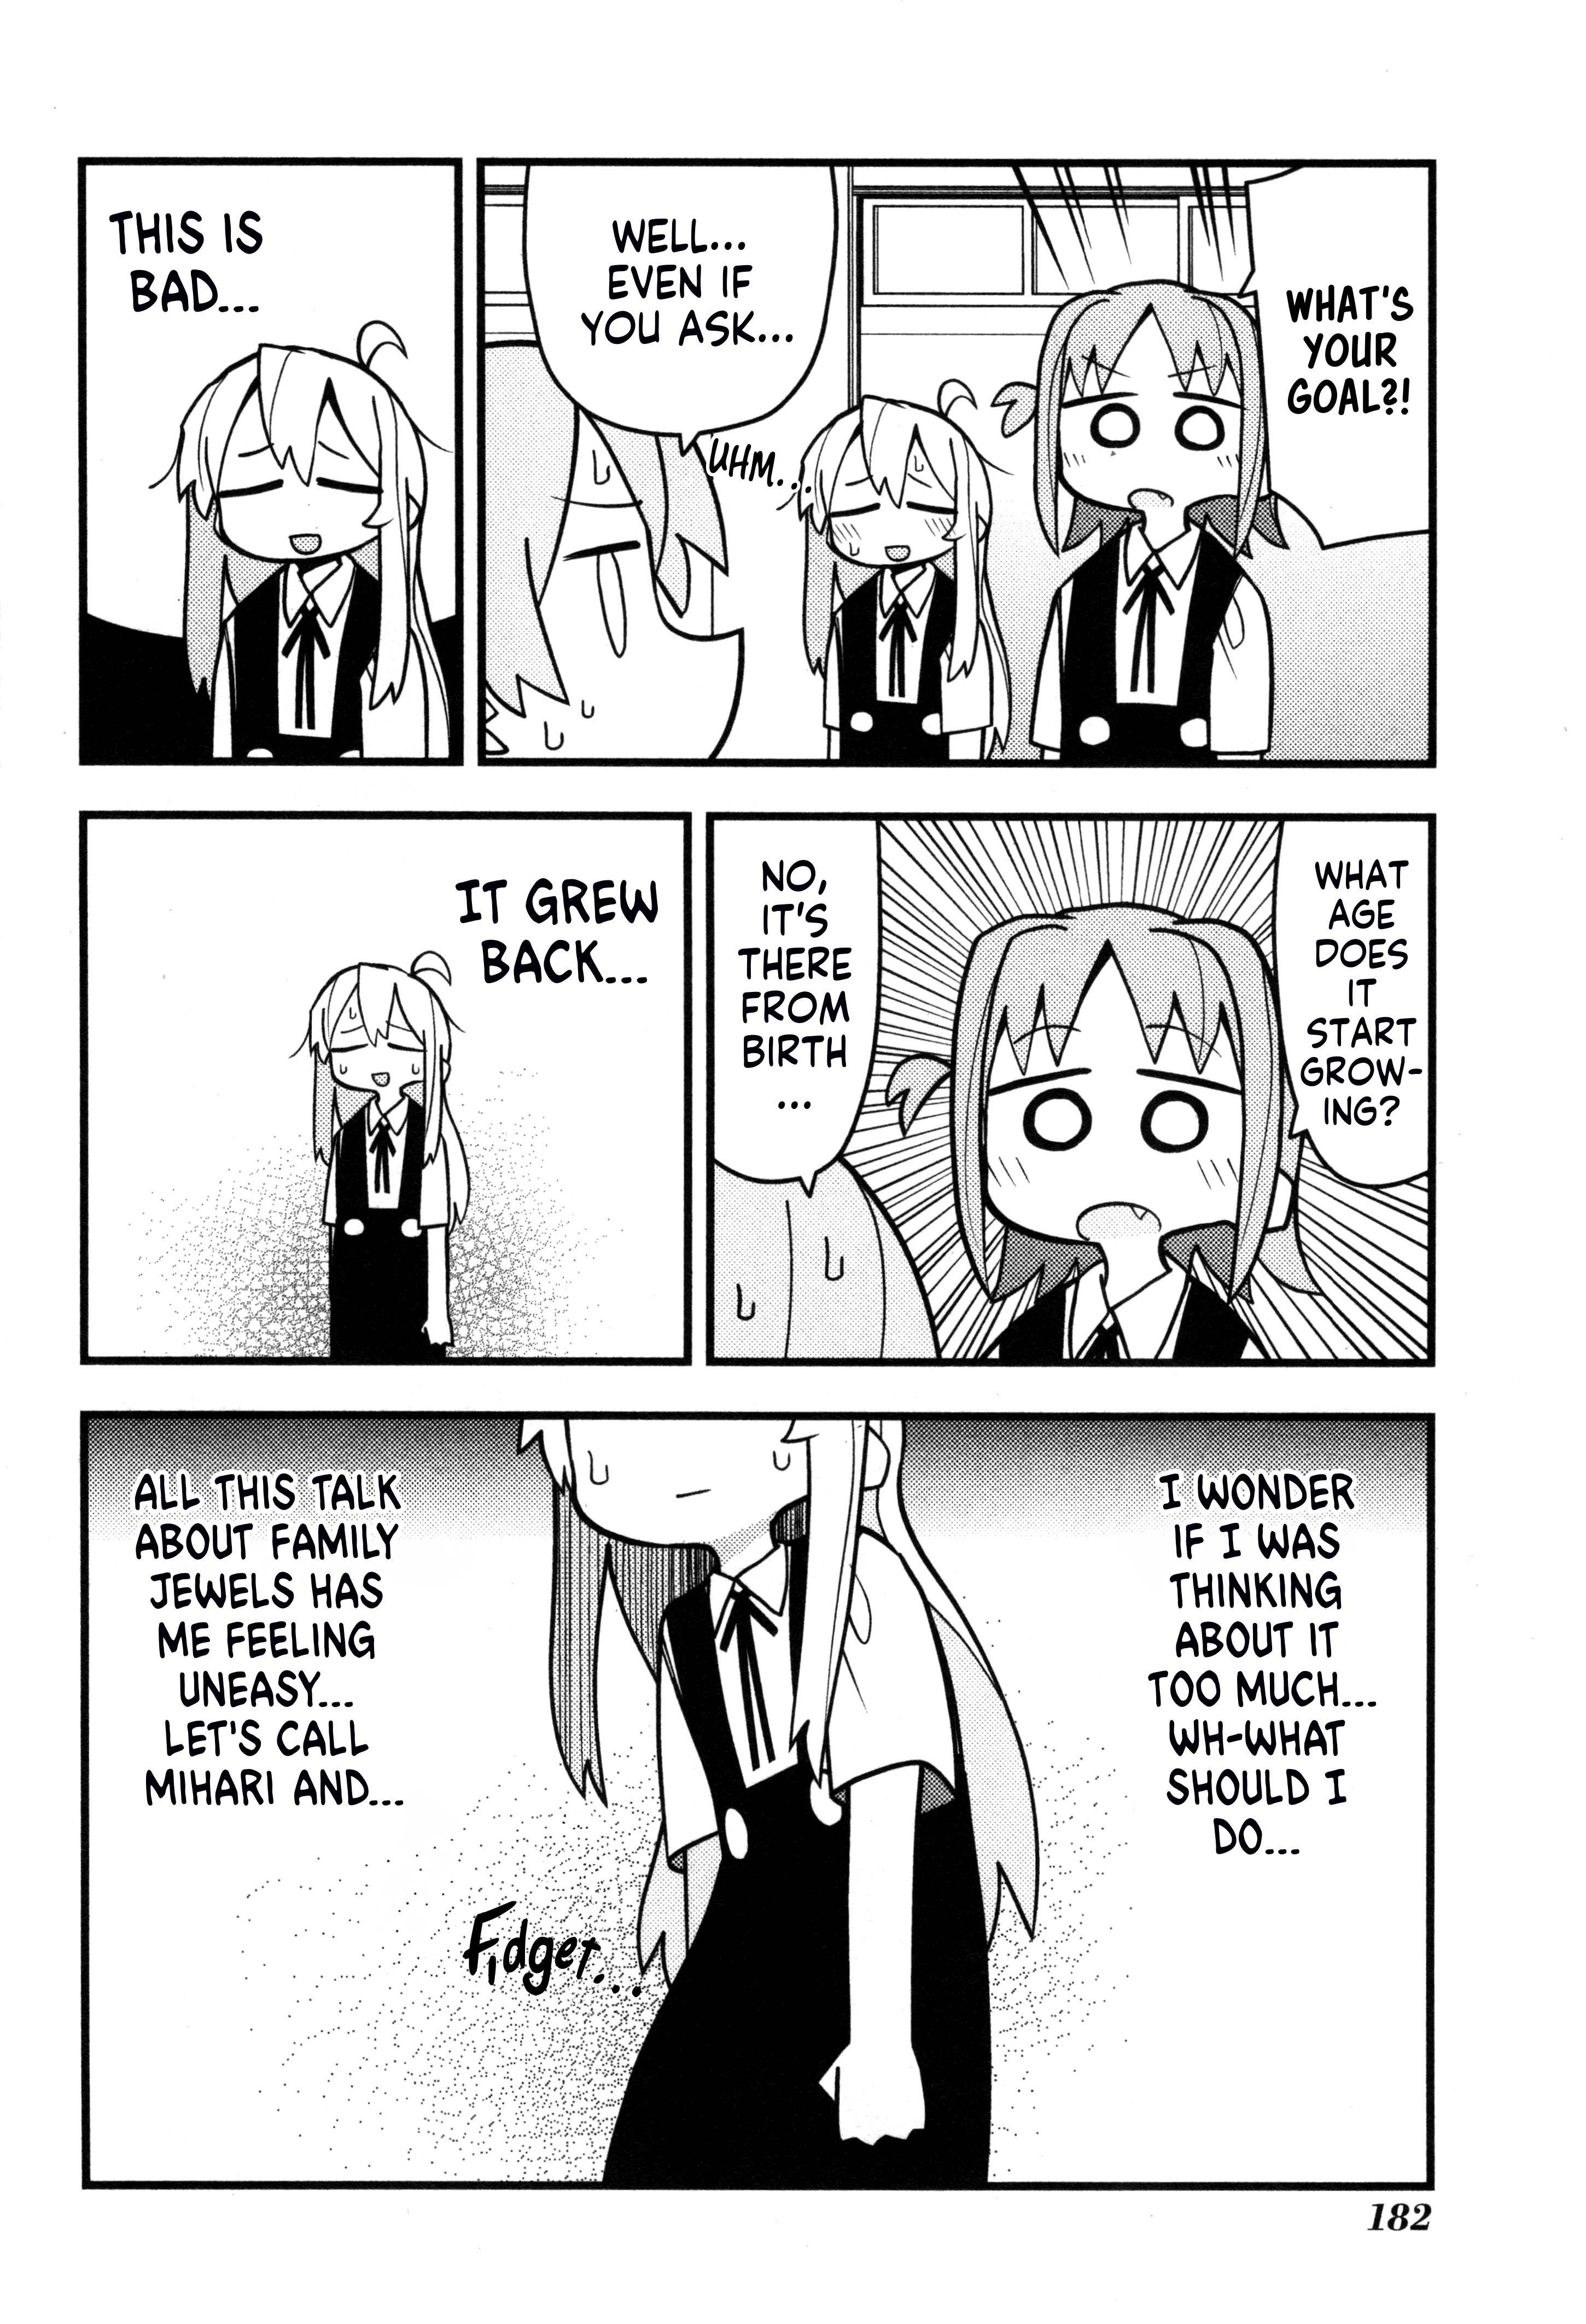 WHAT'S
YOUR
GOAL?!
WELL...
EVEN IF
YOU ASK...
UHM...
THIS IS
BAD...
WHAT
AGE
DOES
IT
START
GROW-
ING?
NO,
IT'S
THERE
FROM
BIRTH
...
IT GREW
BACK...
I WONDER
IF I WAS
THINKING
ABOUT IT
TOO MUCH...
WH-WHAT
SHOULD I
DO...
ALL THIS TALK
ABOUT FAMILY
JEWELS HAS
ME FEELING
UNEASY...
LET'S CALL
MIHARI AND...
Fidget...
182